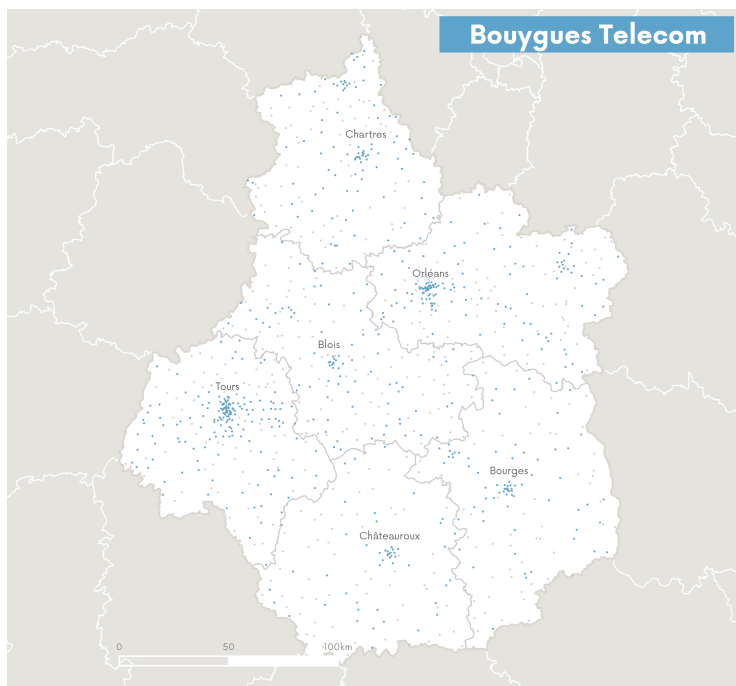 Bouygues Telecom
Chartres
Orléans
Blois
Tours
Bourges
Châteauroux
0 50 100km